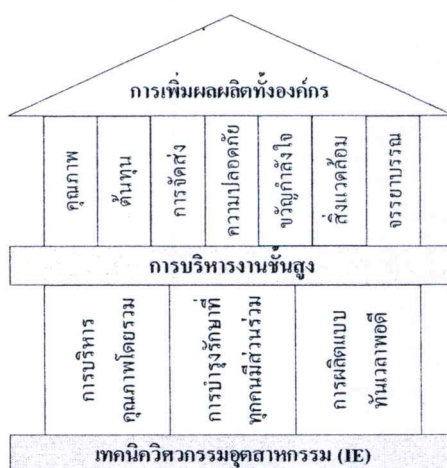 การเพิ่มผลผลิตทั้งองค์กร
คุณภาพ
ต้นทุน
การจัดส่ง
ความปลอดภัย
ขวัญกำลังใจ
สิ่งแวดล้อม
จรรยาบรรณ
การบริหารงานชั้นสูง
การบริหาร
คุณภาพโดยรวม
การบำรุงรักษาที่
ทุกคนมีส่วนร่วม
การผลิตแบบ
ทันเวลาพอดี
เทคนิควิศวกรรมอุตสาหกรรม (IE)